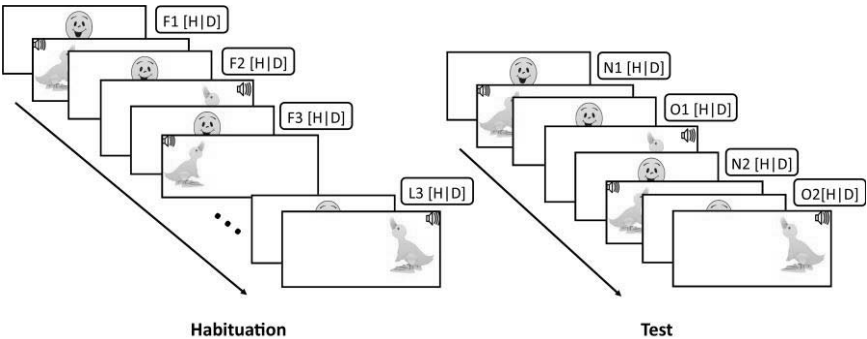 F1 [H|D]
F2 [H|D]
F3 [H|D]
L3 [H|D]
Habituation
N1 [H|D]
O1 [H|D]
N2 [H|D]
O2[H|D]
Test